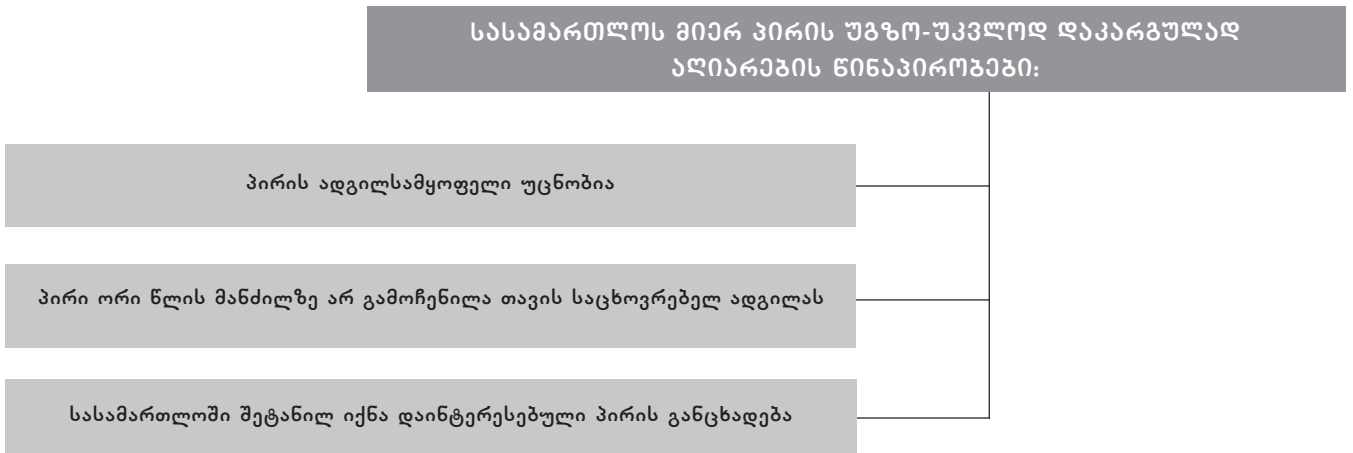 სასამართლოს მიერ პირის უგზო-უკვლოდ დაკარგულად
აღიარების წინაპირობები:
პირის ადგილსამყოფელი უცნობია
პირი ორი წლის მანძილზე არ გამოჩენილა თავის საცხოვრებელ ადგილას
სასამართლოში შეტანილ იქნა დაინტერესებული პირის განცხადება